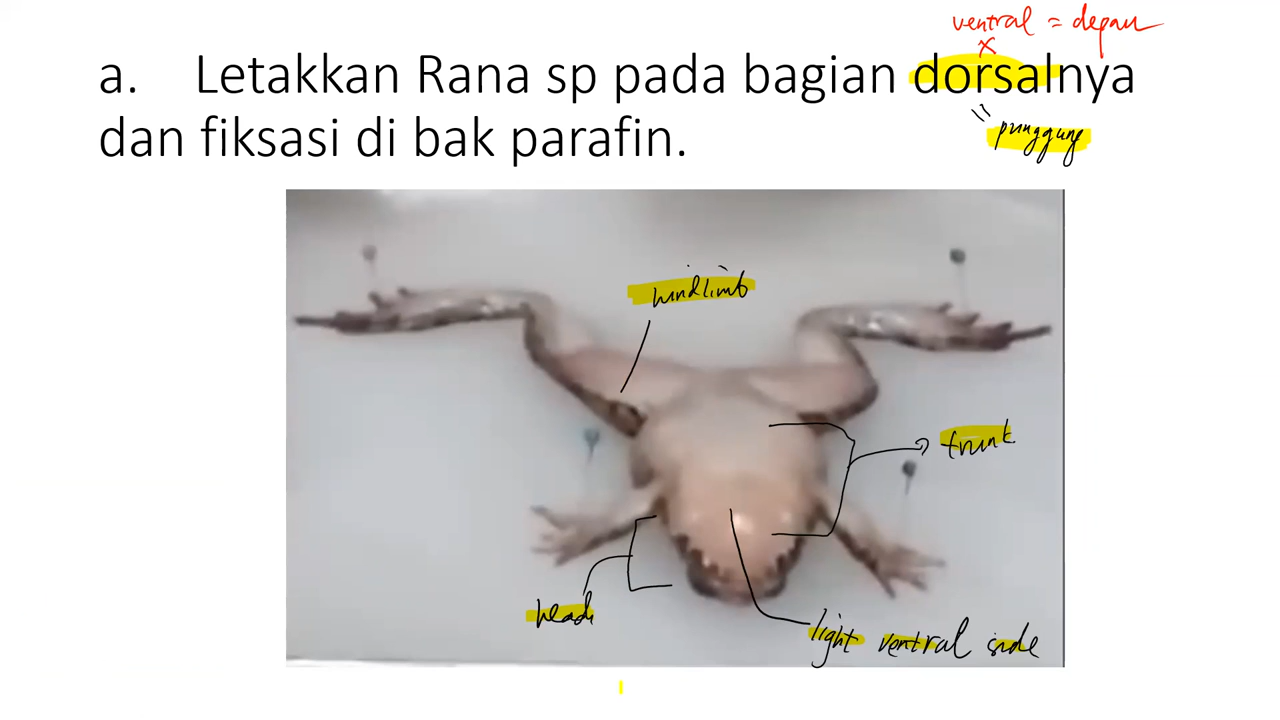 ventral = depan
x
a. Letakkan Rana sp pada bagian dorsalnya
=
punggung
dan fiksasi di bak parafin.
hindlimb
trunk
head
light ventral side